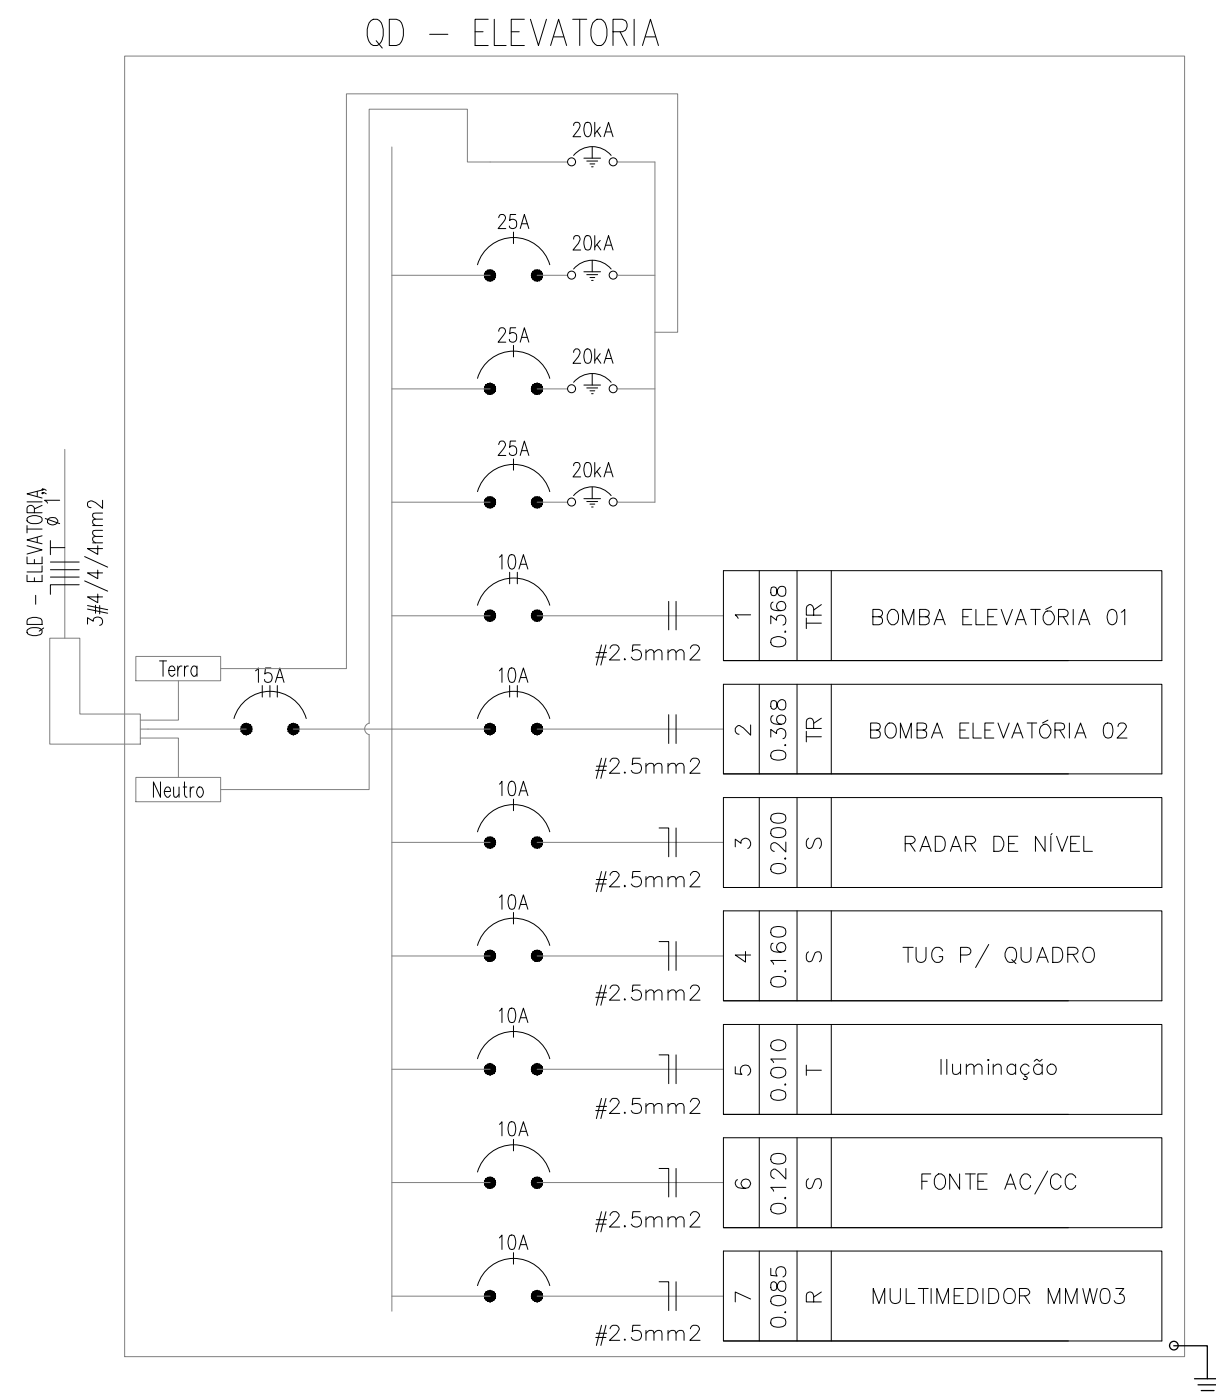 QD - ELEVATORIA
20kA
25A
20kA
25A
20kA
25A
20kA
QD - ELEVATORIA
ø 1"
3#4/4/4mm2
Terra
15A
Neutro
10A
#2.5mm2
1
0.368
TR
BOMBA ELEVATÓRIA 01
10A
#2.5mm2
2
0.368
TR
BOMBA ELEVATÓRIA 02
10A
#2.5mm2
3
0.200
S
RADAR DE NÍVEL
10A
#2.5mm2
4
0.160
S
TUG P/ QUADRO
10A
#2.5mm2
5
0.010
T
Iluminação
10A
#2.5mm2
6
0.120
S
FONTE AC/CC
10A
#2.5mm2
7
0.085
R
MULTIMEDIDOR MMW03